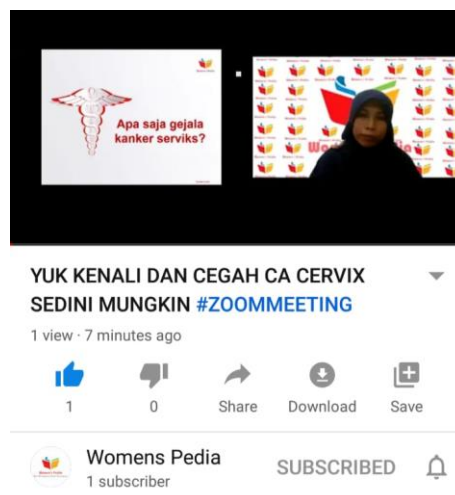 Apa saja gejala
kanker serviks?
YUK KENALI DAN CEGAH CA CERVIX
SEDINI MUNGKIN #ZOOMMEETING
1 view · 7 minutes ago
1
0
Share
Download
Save
Womens Pedia
1 subscriber
SUBSCRIBED